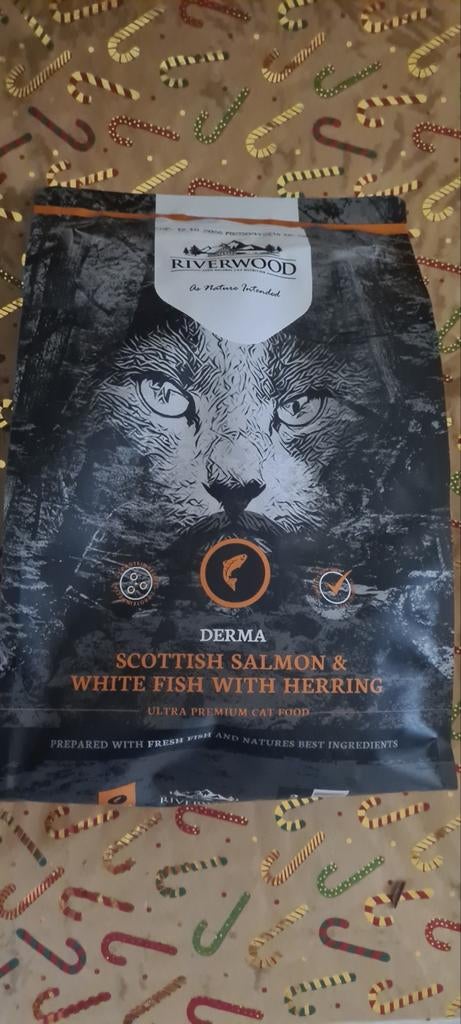 RIVERWOOD
As Nature Intended
DERMA
SCOTTISH SALMON &
WHITE FISH WITH HERRING
ULTRA PREMIUM CAT FOOD
PREPARED WITH FRESH FISH AND NATURES BEST INGREDIENTS